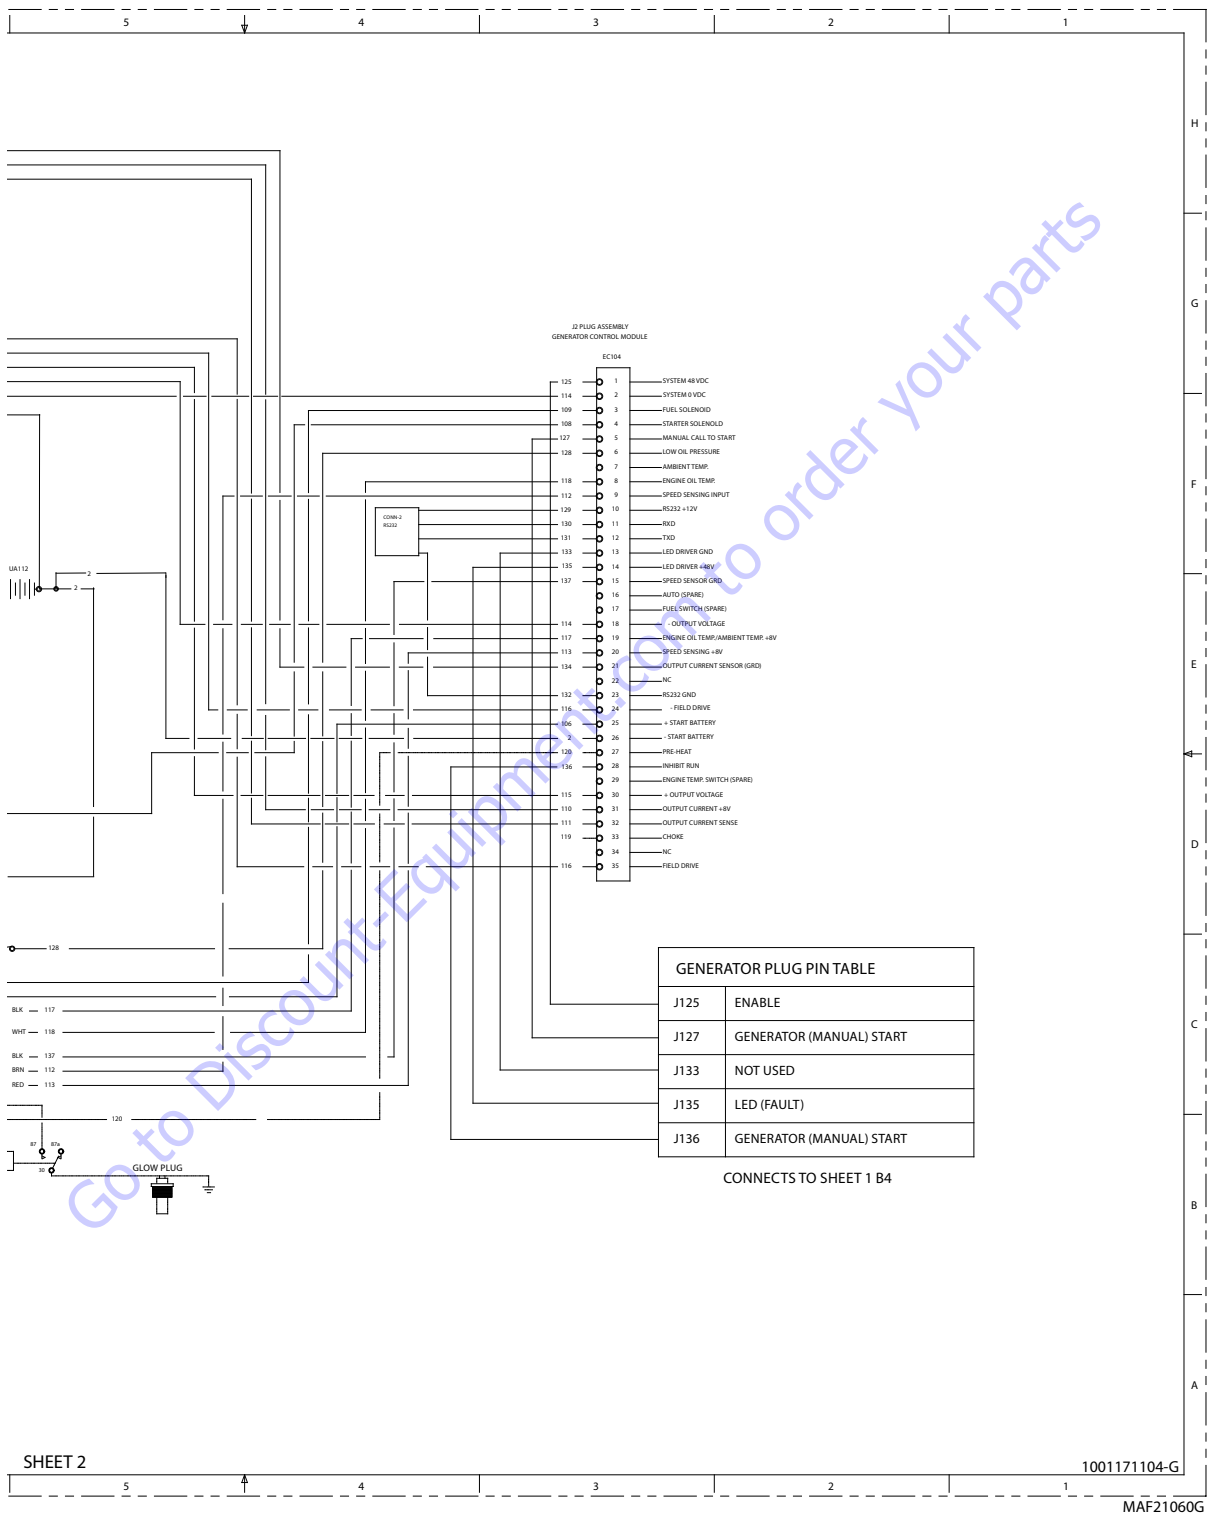 5 4 3 2 1
H
G
F
E
D
C
B
A
J2 PLUG ASSEMBLY
GENERATOR CONTROL MODULE
EC104
125 1 SYSTEM 48 VDC
114 2 SYSTEM 0 VDC
109 3 FUEL SOLENOID
108 4 STARTER SOLENOLD
127 5 MANUAL CALL TO START
128 6 LOW OIL PRESSURE
7 AMBIENT TEMP.
118 8 ENGINE OIL TEMP.
112 9 SPEED SENSING INPUT
129 10 RS232 +12V
130 11 RXD
131 12 TXD
133 13 LED DRIVER GND
135 14 LED DRIVER +48V
137 15 SPEED SENSOR GRD
16 AUTO (SPARE)
17 FUEL SWITCH (SPARE)
114 18 - OUTPUT VOLTAGE
117 19 ENGINE OIL TEMP./AMBIENT TEMP. +8V
113 20 SPEED SENSING +8V
134 21 OUTPUT CURRENT SENSOR (GRD)
22 NC
132 23 RS232 GND
116 24 - FIELD DRIVE
106 25 + START BATTERY
2 26 - START BATTERY
120 27 PRE-HEAT
136 28 INHIBIT RUN
29 ENGINE TEMP. SWITCH (SPARE)
115 30 + OUTPUT VOLTAGE
110 31 OUTPUT CURRENT +8V
111 32 OUTPUT CURRENT SENSE
119 33 CHOKE
34 NC
116 35 FIELD DRIVE
CONN-2
RS232
UA112
2
2
128
BLK 117
WHT 118
BLK 137
BRN 112
RED 113
120
87 87a
30
GLOW PLUG
GENERATOR PLUG PIN TABLE
J125 ENABLE
J127 GENERATOR (MANUAL) START
J133 NOT USED
J135 LED (FAULT)
J136 GENERATOR (MANUAL) START
CONNECTS TO SHEET 1 B4
Go to Discount-Equipment.com to order your parts
SHEET 2
1001171104-G
5 4 3 2 1
MAF21060G